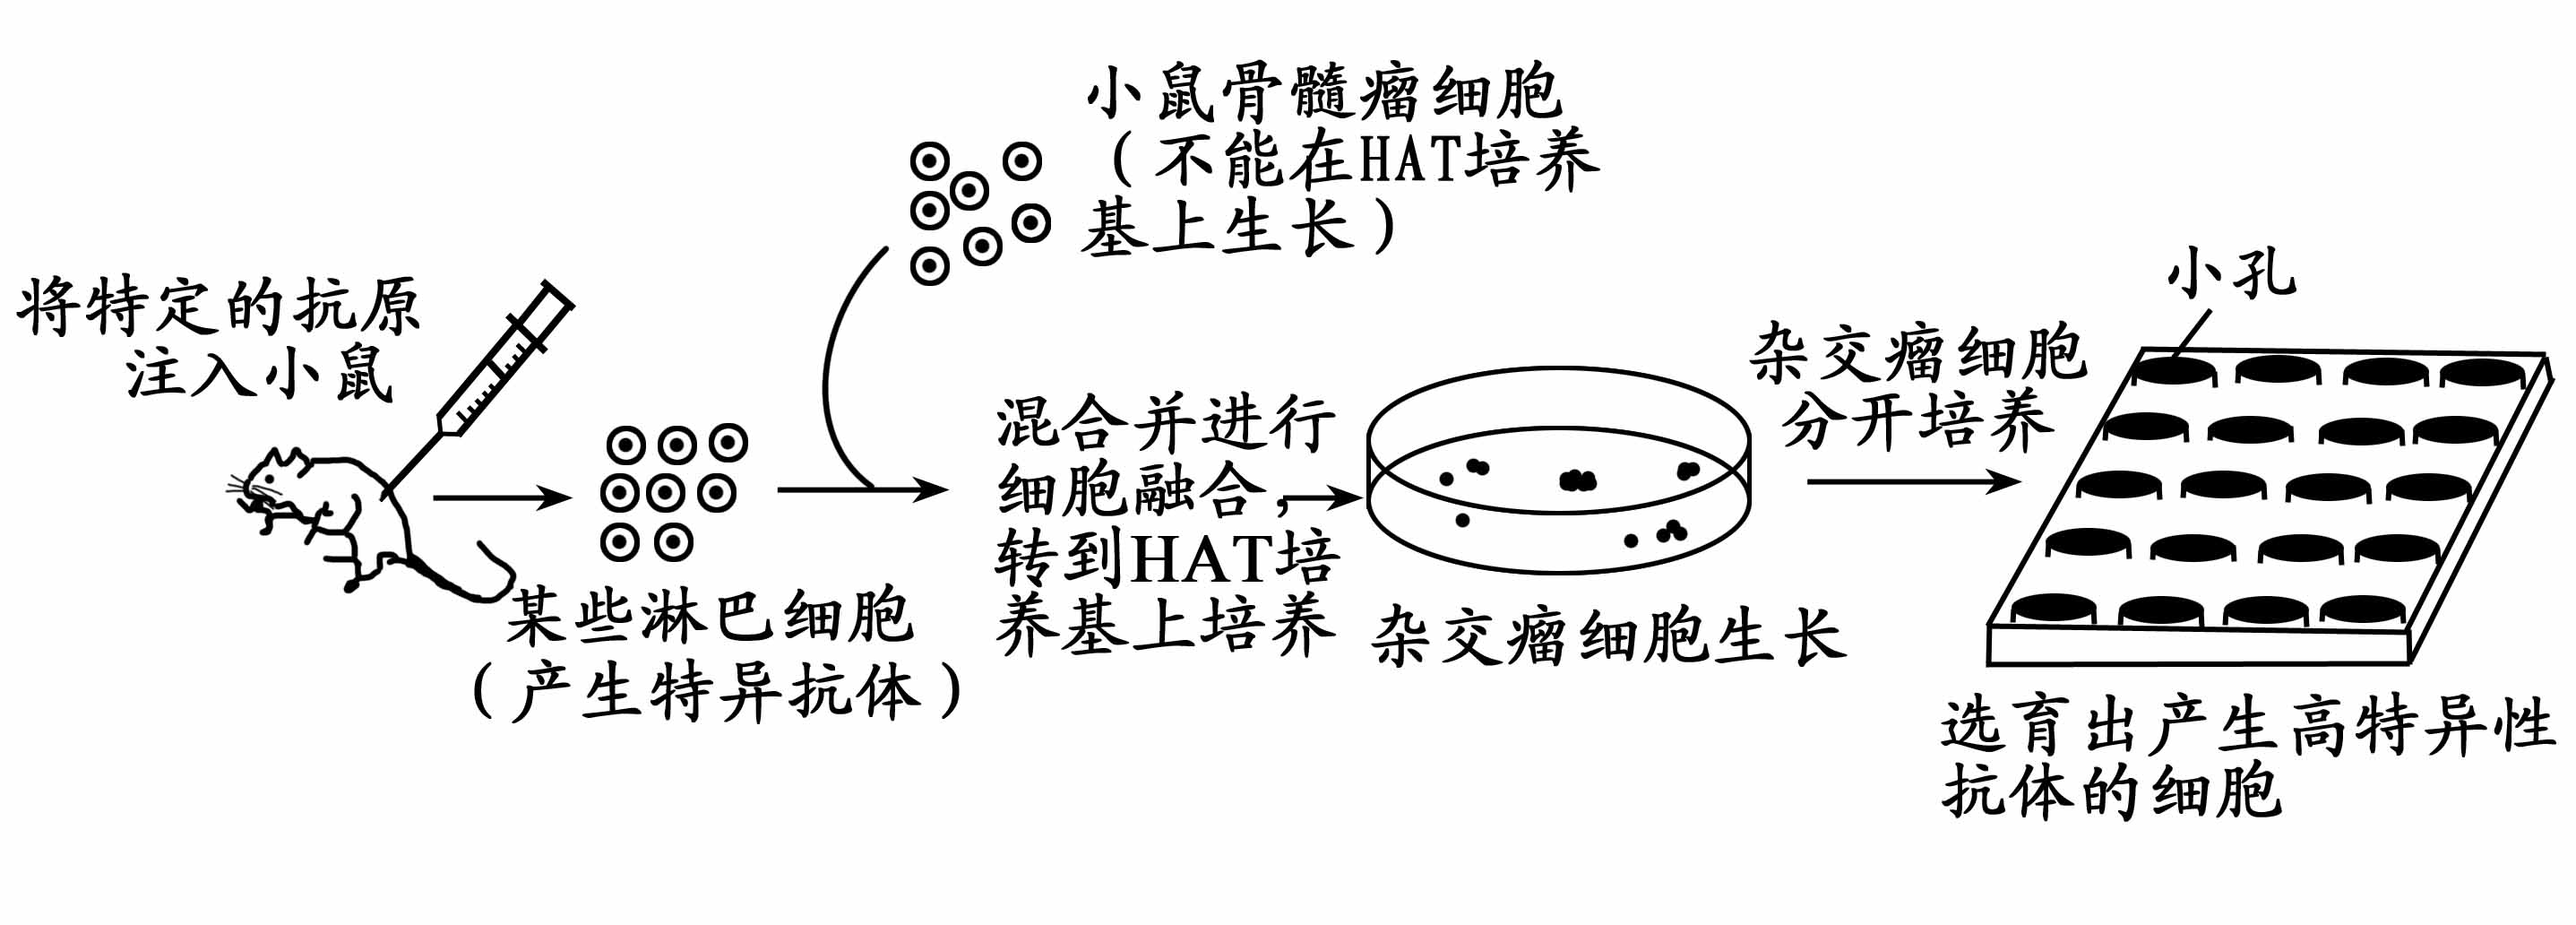 将特定的抗原
注入小鼠
某些淋巴细胞
（产生特异抗体）
小鼠骨髓瘤细胞
（不能在HAT培养
基上生长）
混合并进行
细胞融合，
转到HAT培
养基上培养
杂交瘤细胞生长
杂交瘤细胞
分开培养
小孔
选育出产生高特异性
抗体的细胞